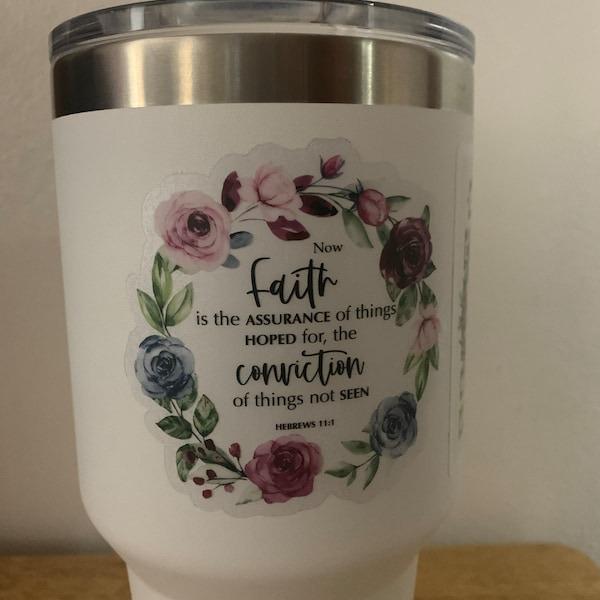 Now
Faith
is the ASSURANCE of things
HOPED for, the
conviction
of things not SEEN
HEBREWS 11:1